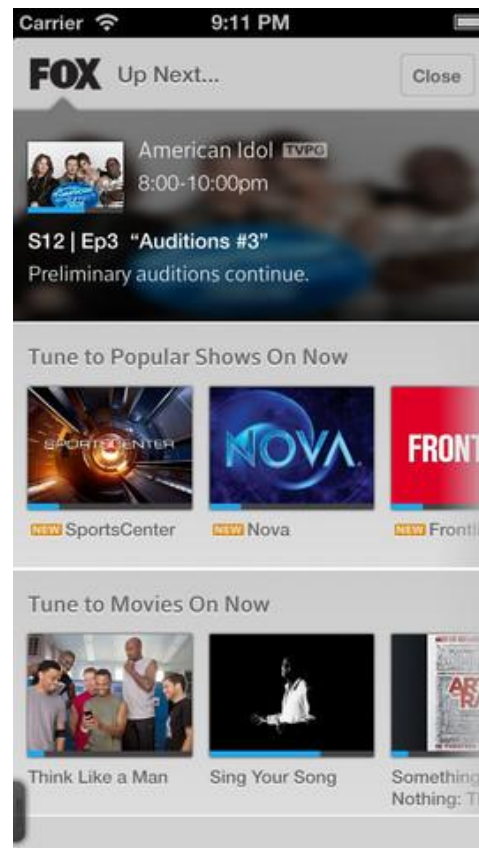 Carrier 9:11 PM
FOX Up Next... Close
American Idol TVPG
8:00-10:00pm
S12 | Ep3 “Auditions #3”
Preliminary auditions continue.
Tune to Popular Shows On Now
SPORTSCENTER
NOVA
FRONT
NEW SportsCenter
NEW Nova
NEW Frontl
Tune to Movies On Now
Think Like a Man
Sing Your Song
Something
Nothing: T